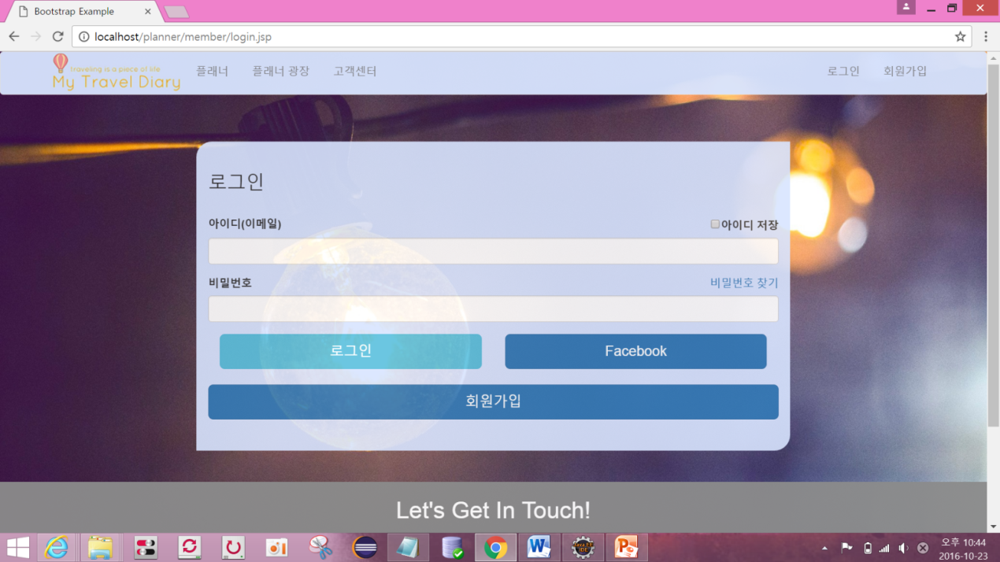 Bootstrap Example
localhost/planner/member/login.jsp
traveling is a piece of life
My Travel Diary
플래너 플래너 광장 고객센터 로그인 회원가입
로그인
아이디(이메일) 아이디 저장
비밀번호 비밀번호 찾기
로그인 Facebook
회원가입
Let's Get In Touch!
오후 10:44
2016-10-23